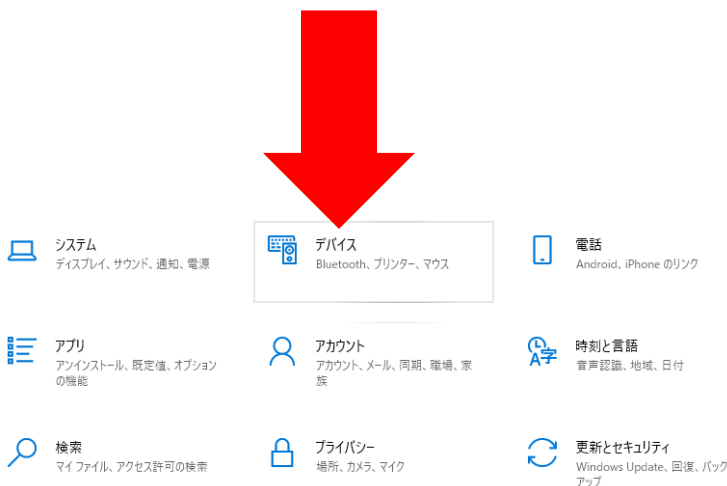 システム
ディスプレイ、サウンド、通知、電源
デバイス
Bluetooth、プリンター、マウス
電話
Android、iPhone のリンク
アプリ
アンインストール、既定値、オプション
の機能
アカウント
アカウント、メール、同期、職場、家
族
時刻と言語
音声認識、地域、日付
検索
マイ ファイル、アクセス許可の検索
プライバシー
場所、カメラ、マイク
更新とセキュリティ
Windows Update、回復、バック
アップ